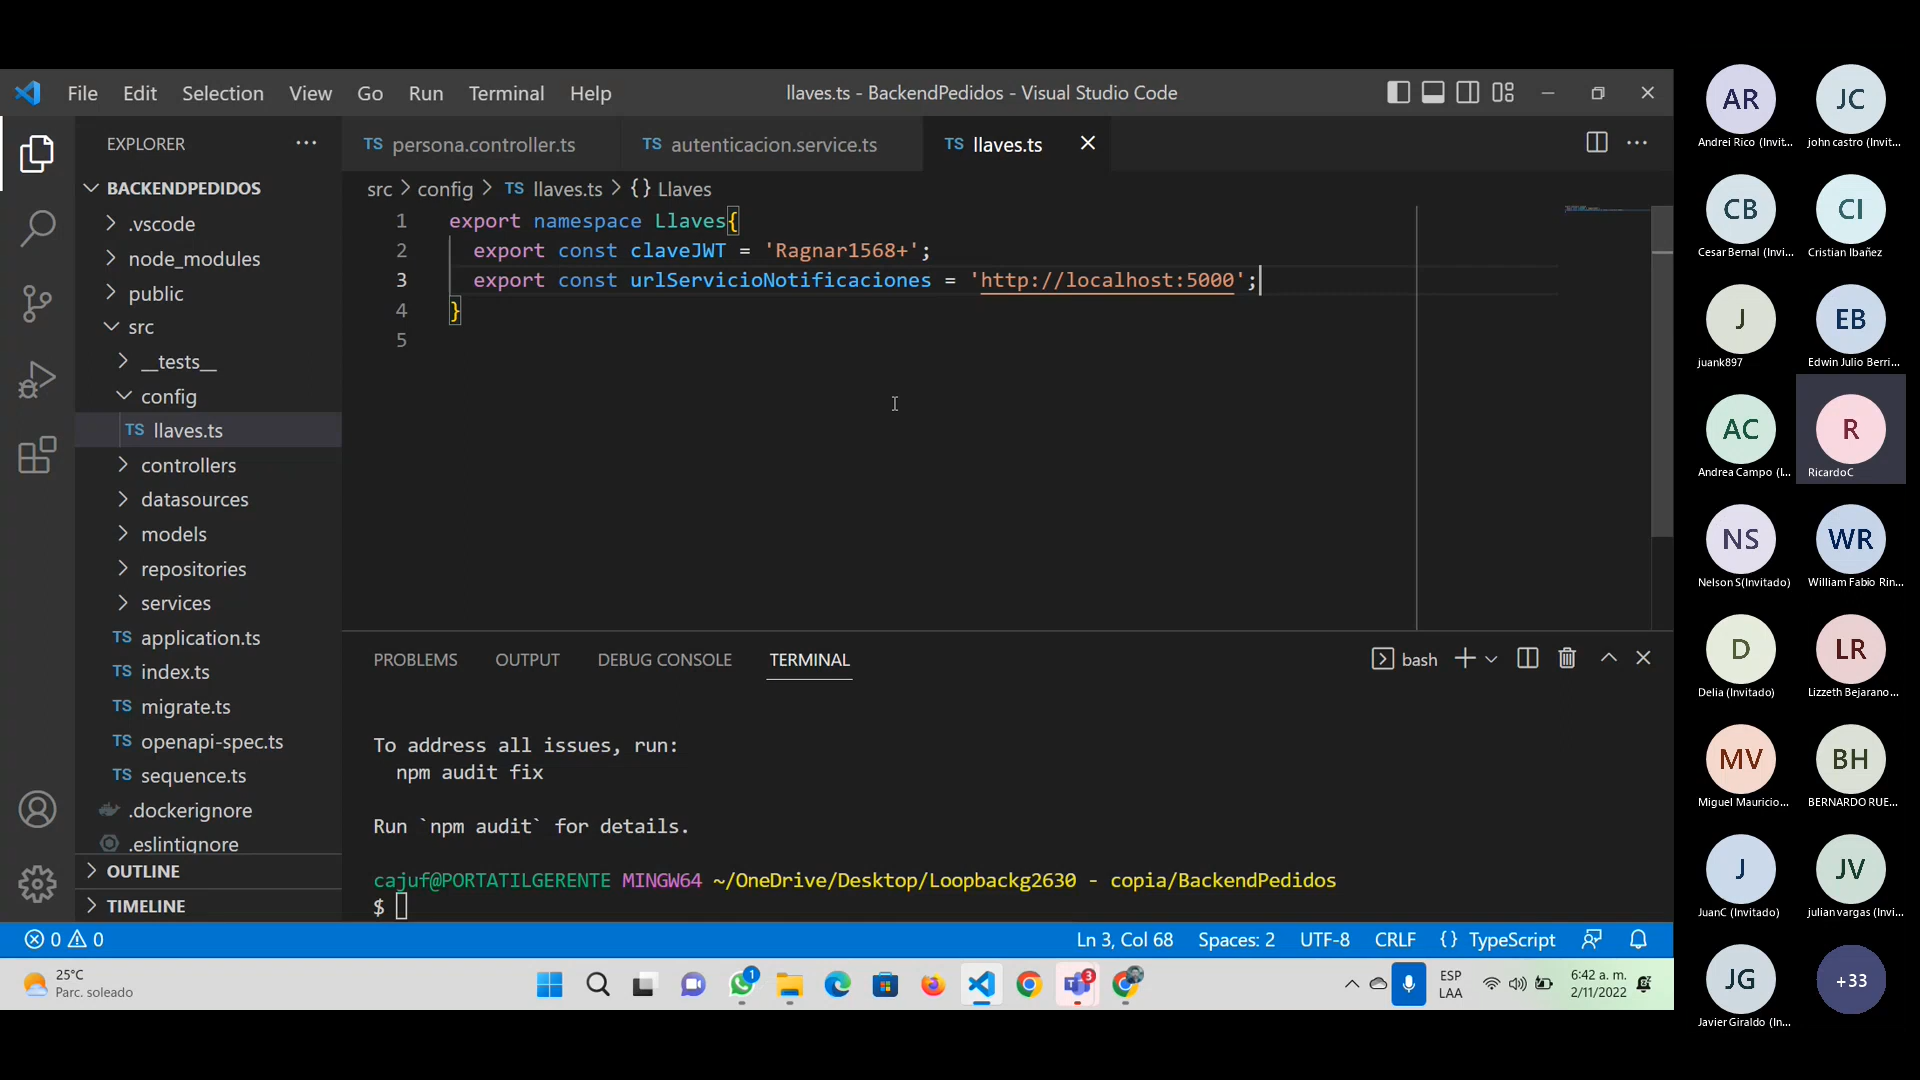 File Edit Selection View Go Run Terminal Help
llaves.ts - BackendPedidos - Visual Studio Code
EXPLORER
BACKENDPEDIDOS
.vscode
node_modules
public
src
__tests__
config
TS llaves.ts
controllers
datasources
models
repositories
services
TS application.ts
TS index.ts
TS migrate.ts
TS openapi-spec.ts
TS sequence.ts
.dockerignore
.eslintignore
OUTLINE
TIMELINE
TS persona.controller.ts TS autenticacion.service.ts TS llaves.ts
src > config > TS llaves.ts > {} Llaves
1 export namespace Llaves{
2 export const claveJWT = 'Ragnar1568+';
3 export const urlServicioNotificaciones = 'http://localhost:5000';
4 }
5
PROBLEMS OUTPUT DEBUG CONSOLE TERMINAL
bash
To address all issues, run:
npm audit fix
Run `npm audit` for details.
cajuf@PORTATILGERENTE MINGW64 ~/OneDrive/Desktop/Loopbackg2630 - copia/BackendPedidos
$
0 0
Ln 3, Col 68 Spaces: 2 UTF-8 CRLF {} TypeScript
25°C
Parc. soleado
1
3
ESP
LAA
6:42 a. m.
2/11/2022
AR
Andrei Rico (Invit...
JC
john castro (Invit...
CB
Cesar Bernal (Invi...
CI
Cristian Ibañez
J
juank897
EB
Edwin Julio Berri...
AC
Andrea Campo (I...
R
RicardoC
NS
Nelson S(Invitado)
WR
William Fabio Rin...
D
Delia (Invitado)
LR
Lizzeth Bejarano...
MV
Miguel Mauricio...
BH
BERNARDO RUE...
J
JuanC (Invitado)
JV
julian vargas (Invi...
JG
Javier Giraldo (In...
+33